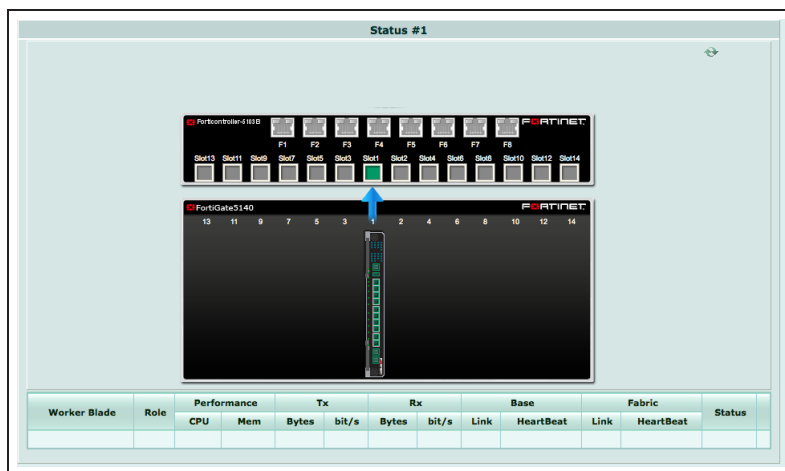 Status #1
Forticontroller-5103B FORTINET
F1 F2 F3 F4 F5 F6 F7 F8
Slot13 Slot11 Slot9 Slot7 Slot5 Slot3 Slot1 Slot2 Slot4 Slot6 Slot8 Slot10 Slot12 Slot14
FortiGate5140 FORTINET
13 11 9 7 5 3 1 2 4 6 8 10 12 14
Worker Blade Role Performance Tx Rx Base Fabric Status
CPU Mem Bytes bit/s Bytes bit/s Link HeartBeat Link HeartBeat